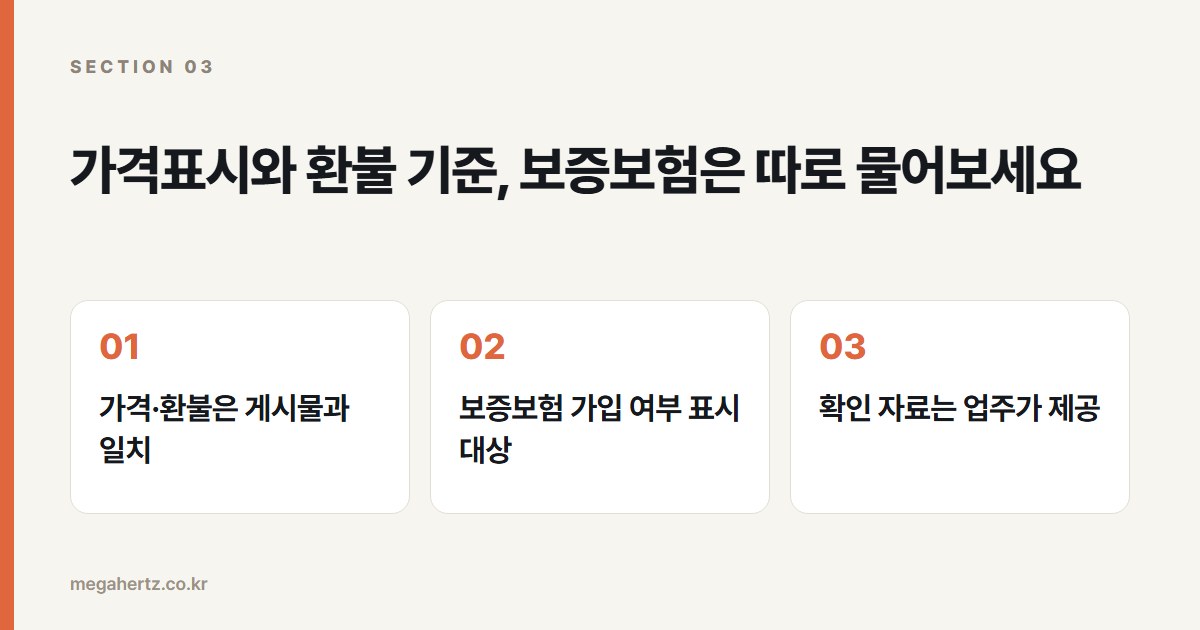 SECTION 03
가격표시와 환불 기준, 보증보험은 따로 물어보세요
01
가격·환불은 게시물과
일치
02
보증보험 가입 여부 표시
대상
03
확인 자료는 업주가 제공
megahertz.co.kr